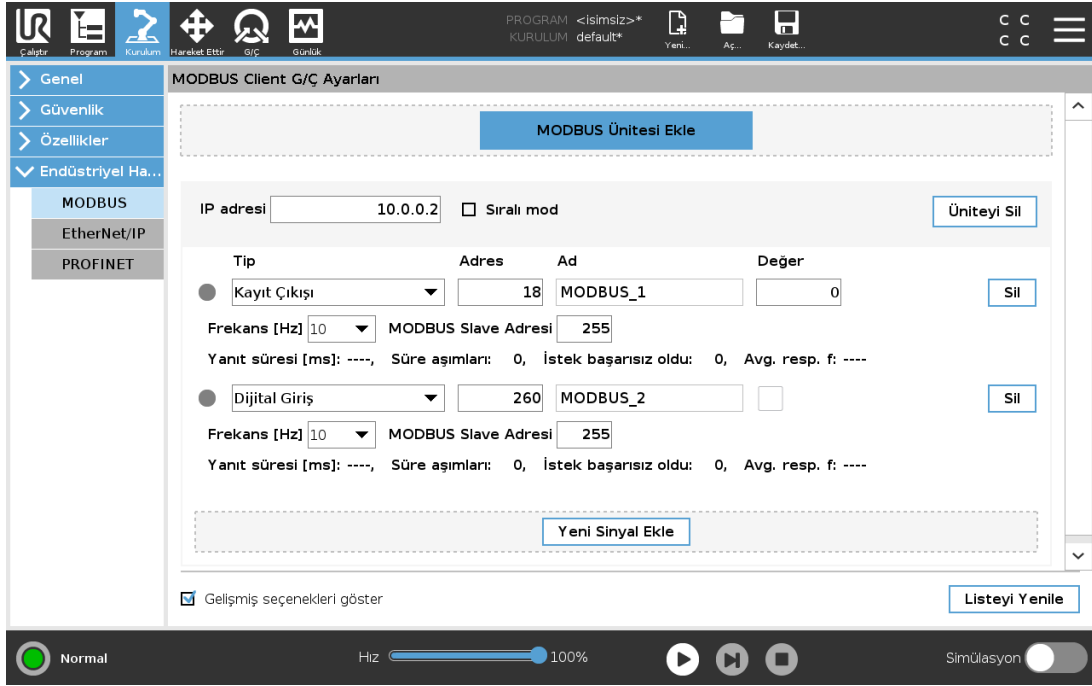 UR
PROGRAM <isimsiz>*
KURULUM default*
C C
C C
Çalıştır Program Kurulum Hareket Ettir G/Ç Günlük Yeni... Aç... Kaydet...
Genel
Güvenlik
Özellikler
Endüstriyel Ha...
MODBUS
EtherNet/IP
PROFINET
MODBUS Client G/Ç Ayarları
MODBUS Ünitesi Ekle
IP adresi 10.0.0.2 Sıralı mod Üniteyi Sil
Tip Adres Ad Değer
Kayıt Çıkışı 18 MODBUS_1 0 Sil
Frekans [Hz] 10 MODBUS Slave Adresi 255
Yanıt süresi [ms]: ----, Süre aşımları: 0, İstek başarısız oldu: 0, Avg. resp. f: ----
Dijital Giriş 260 MODBUS_2 Sil
Frekans [Hz] 10 MODBUS Slave Adresi 255
Yanıt süresi [ms]: ----, Süre aşımları: 0, İstek başarısız oldu: 0, Avg. resp. f: ----
Yeni Sinyal Ekle
Gelişmiş seçenekleri göster Listeyi Yenile
Normal Hız 100% Simülasyon